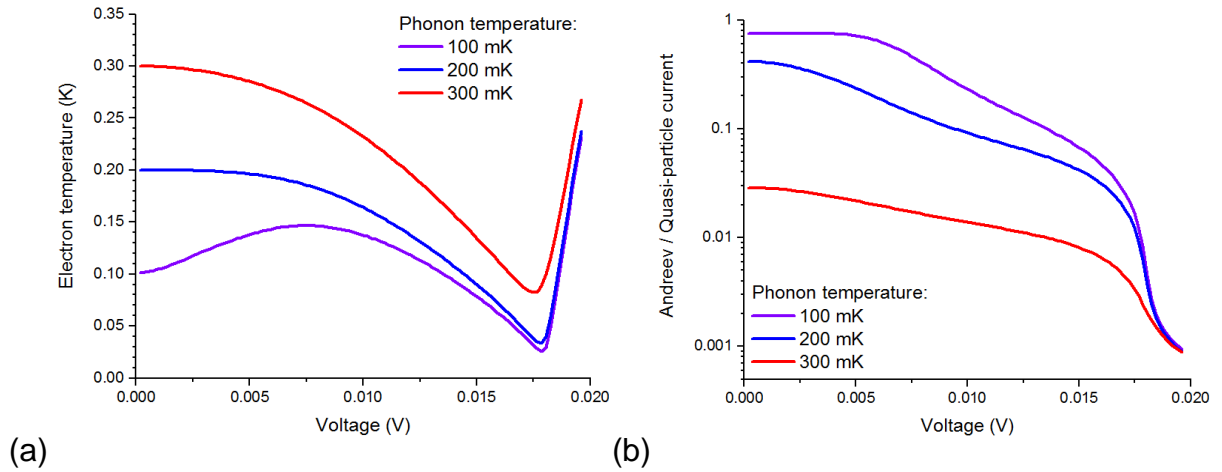 0.35
0.30
0.25
0.20
0.15
0.10
0.05
0.00
Electron temperature (K)
Phonon temperature:
100 mK
200 mK
300 mK
0.000
0.005
0.010
0.015
0.020
Voltage (V)
(a)
1
0.1
0.01
0.001
Andreev / Quasi-particle current
Phonon temperature:
100 mK
200 mK
300 mK
0.000
0.005
0.010
0.015
0.020
Voltage (V)
(b)